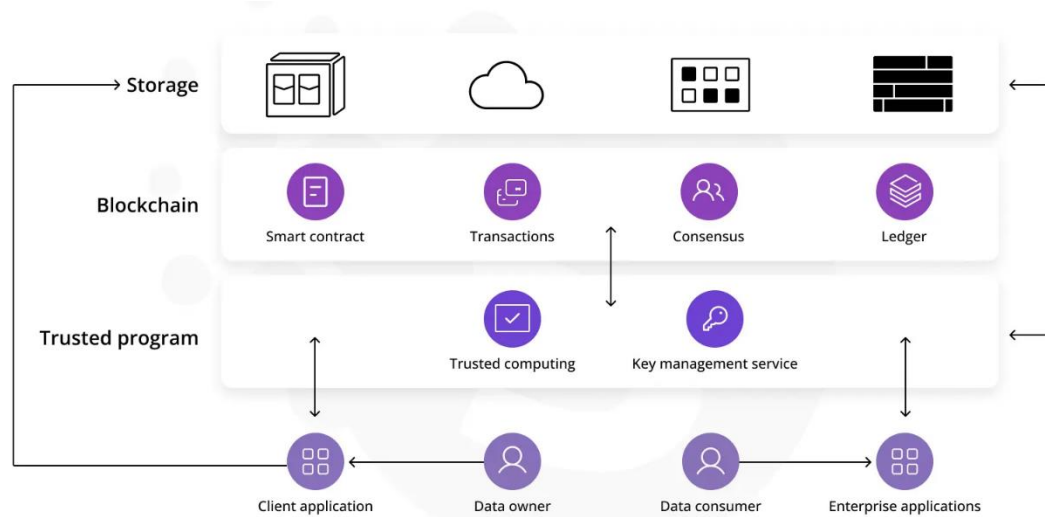 Storage
Blockchain
Smart contract
Transactions
Consensus
Ledger
Trusted program
Trusted computing
Key management service
Client application
Data owner
Data consumer
Enterprise applications